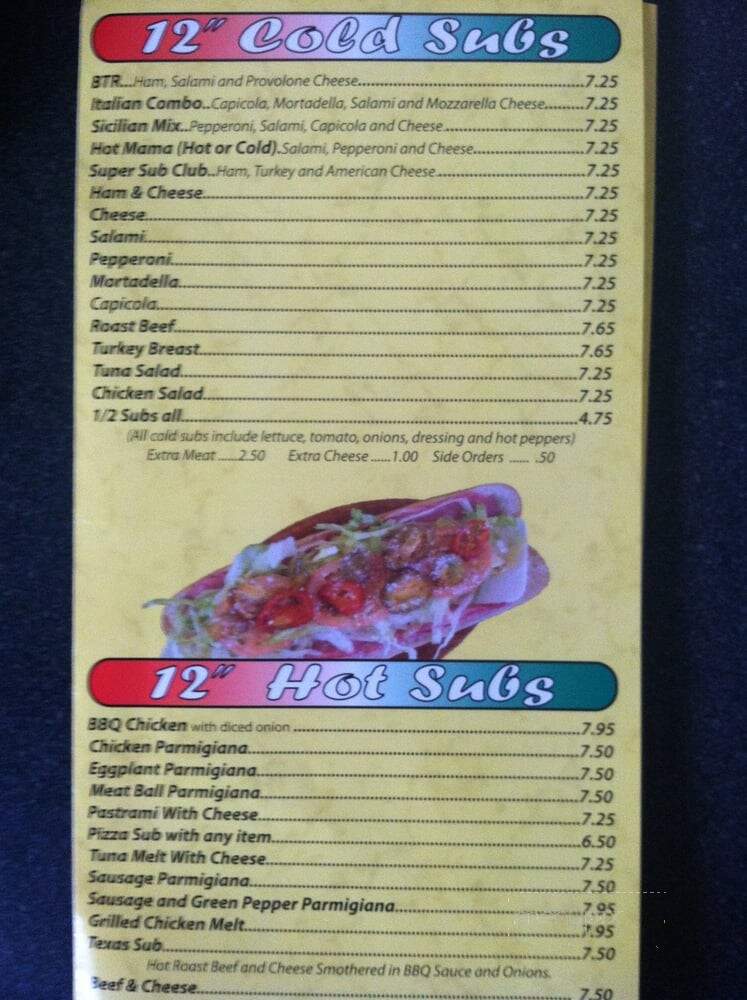 12" Cold Subs
BTR...Ham, Salami and Provolone Cheese.....7.25
Italian Combo..Capicola, Mortadella, Salami and Mozzarella Cheese.....7.25
Sicilian Mix..Pepperoni, Salami, Capicola and Cheese.....7.25
Hot Mama (Hot or Cold).Salami, Pepperoni and Cheese.....7.25
Super Sub Club..Ham, Turkey and American Cheese.....7.25
Ham & Cheese.....7.25
Cheese.....7.25
Salami.....7.25
Pepperoni.....7.25
Mortadella.....7.25
Capicola.....7.25
Roast Beef.....7.65
Turkey Breast.....7.65
Tuna Salad.....7.25
Chicken Salad.....7.25
1/2 Subs all.....4.75
(All cold subs include lettuce, tomato, onions, dressing and hot peppers)
Extra Meat ......2.50 Extra Cheese ......1.00 Side Orders ...... .50
12" Hot Subs
BBQ Chicken with diced onion .....7.95
Chicken Parmigiana.....7.50
Eggplant Parmigiana.....7.50
Meat Ball Parmigiana.....7.50
Pastrami With Cheese.....7.25
Pizza Sub with any item.....6.50
Tuna Melt With Cheese.....7.25
Sausage Parmigiana.....7.50
Sausage and Green Pepper Parmigiana.....7.95
Grilled Chicken Melt.....7.95
Texas Sub.....7.50
Hot Roast Beef and Cheese Smothered in BBQ Sauce and Onions.
Beef & Cheese.....7.50